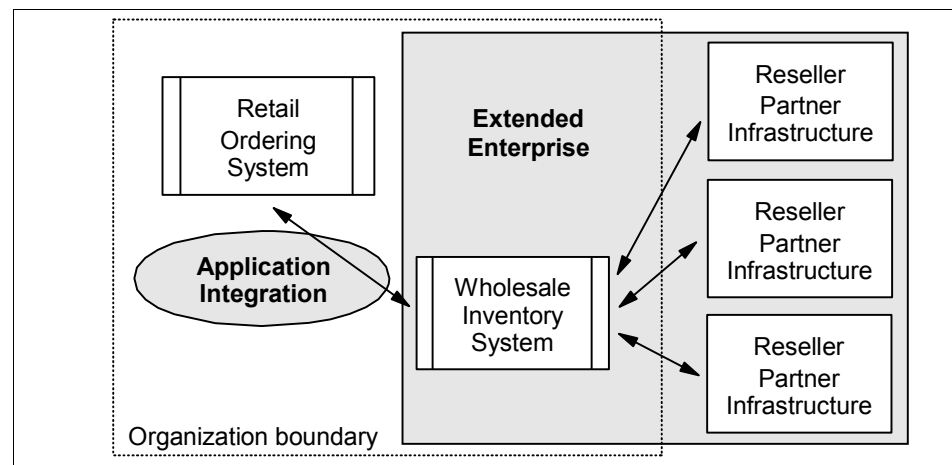 Retail
Ordering
System
Extended
Enterprise
Application
Integration
Wholesale
Inventory
System
Reseller
Partner
Infrastructure
Reseller
Partner
Infrastructure
Reseller
Partner
Infrastructure
Organization boundary